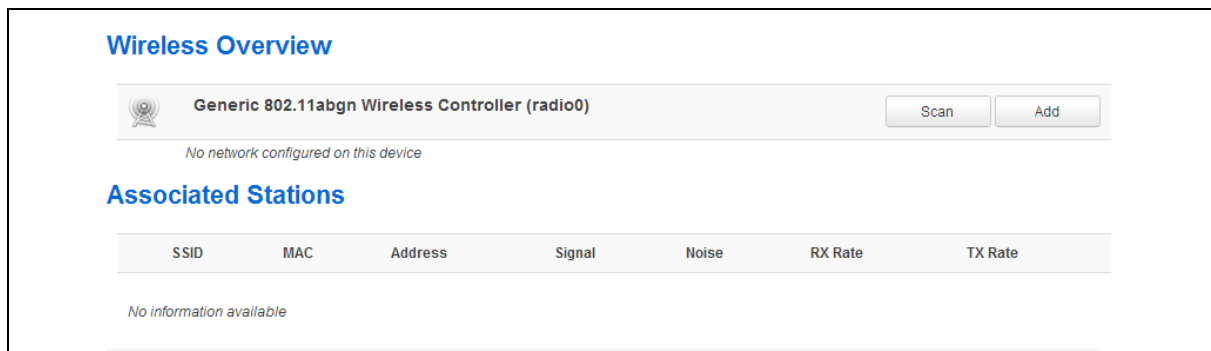 Wireless Overview
Generic 802.11abgn Wireless Controller (radio0)
Scan
Add
No network configured on this device
Associated Stations
SSID MAC Address Signal Noise RX Rate TX Rate
No information available